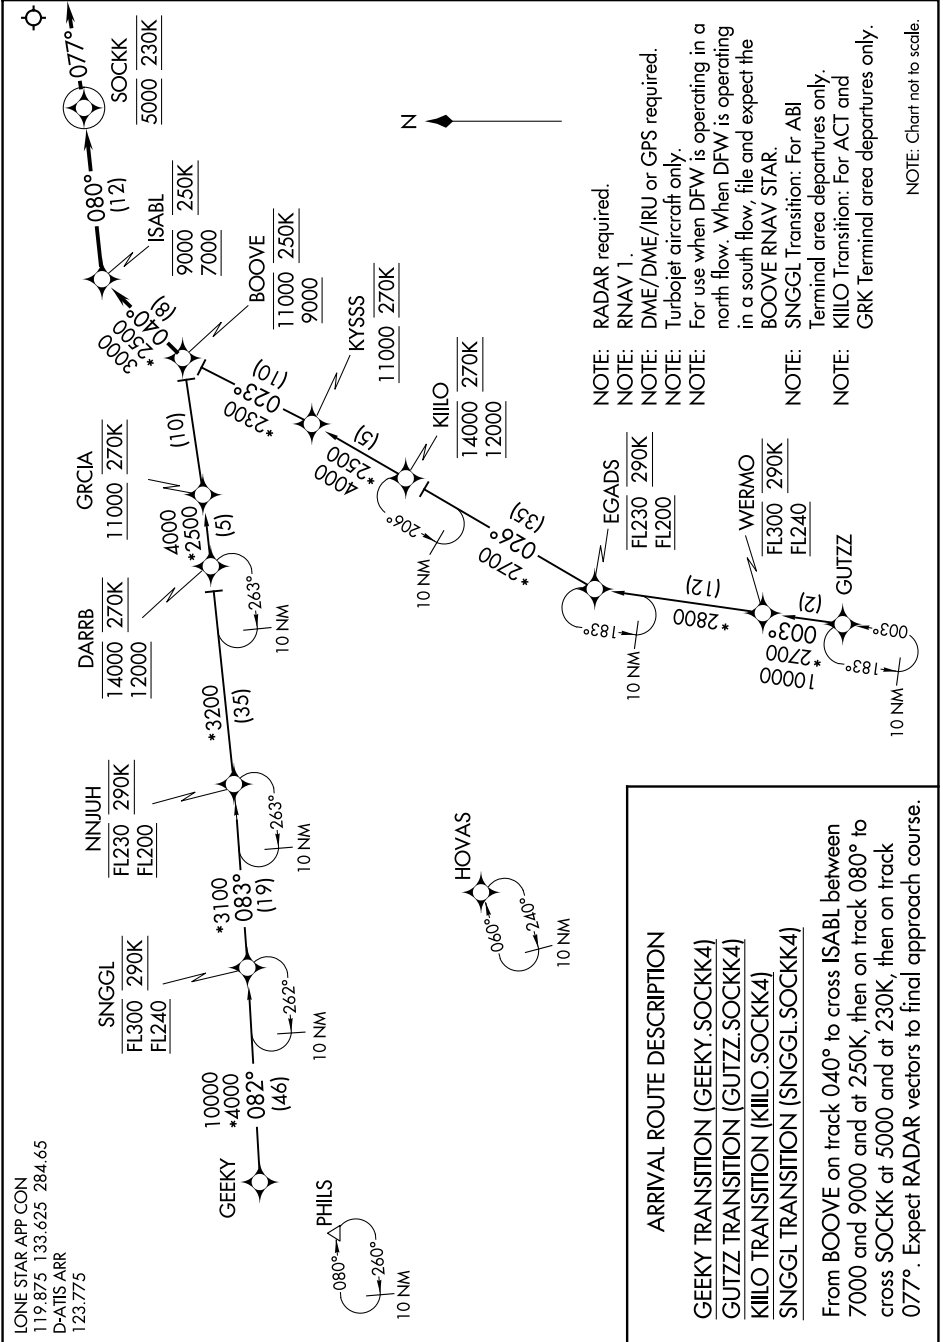 LONE STAR APP CON
119.875 133.625 284.65
D-ATIS ARR
123.775
077°
SOCKK
5000 230K
080°
(12)
ISABL
9000 250K
7000
3000
*2500
040°
(8)
BOOVE
11000 250K
9000
GRCIA
11000 270K
(10)
4000
*2500
(5)
DARRB
14000 270K
12000
263°
10 NM
*3200
(35)
NNJUH
FL230 290K
FL200
263°
10 NM
*3100
083°
(19)
SNGGL
FL300 290K
FL240
262°
10 NM
10000
*4000
082°
(46)
GEEKY
PHILS
080°
260°
10 NM
HOVAS
060°
240°
10 NM
N
(10)
023°
*2300
KYSSS
11000 270K
(5)
4000
*2500
KIILO
14000 270K
12000
206°
10 NM
(35)
026°
*2700
EGADS
FL230 290K
FL200
183°
10 NM
(12)
*2800
WERMO
FL300 290K
FL240
(2)
003°
*2700
10000
GUTZZ
003°
183°
10 NM
NOTE: RADAR required.
NOTE: RNAV 1.
NOTE: DME/DME/IRU or GPS required.
NOTE: Turbojet aircraft only.
NOTE: For use when DFW is operating in a
north flow. When DFW is operating
in a south flow, file and expect the
BOOVE RNAV STAR.
NOTE: SNGGL Transition: For ABI
Terminal area departures only.
NOTE: KIILO Transition: For ACT and
GRK Terminal area departures only.
NOTE: Chart not to scale.
ARRIVAL ROUTE DESCRIPTION
GEEKY TRANSITION (GEEKY.SOCKK4)
GUTZZ TRANSITION (GUTZZ.SOCKK4)
KIILO TRANSITION (KIILO.SOCKK4)
SNGGL TRANSITION (SNGGL.SOCKK4)
From BOOVE on track 040° to cross ISABL between
7000 and 9000 and at 250K, then on track 080° to
cross SOCKK at 5000 and at 230K, then on track
077°. Expect RADAR vectors to final approach course.